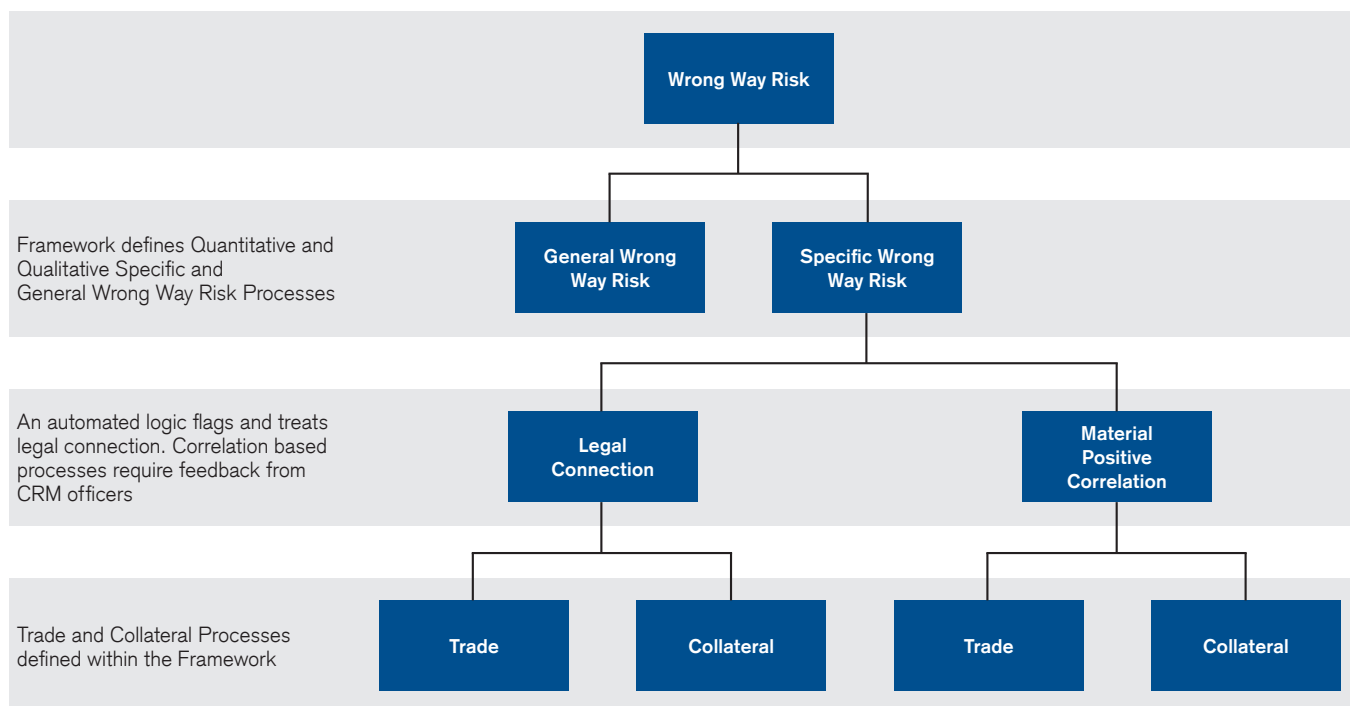 Wrong Way Risk
Framework defines Quantitative and
Qualitative Specific and
General Wrong Way Risk Processes
General Wrong
Way Risk
Specific Wrong
Way Risk
An automated logic flags and treats
legal connection. Correlation based
processes require feedback from
CRM officers
Legal
Connection
Material
Positive
Correlation
Trade and Collateral Processes
defined within the Framework
Trade
Collateral
Trade
Collateral